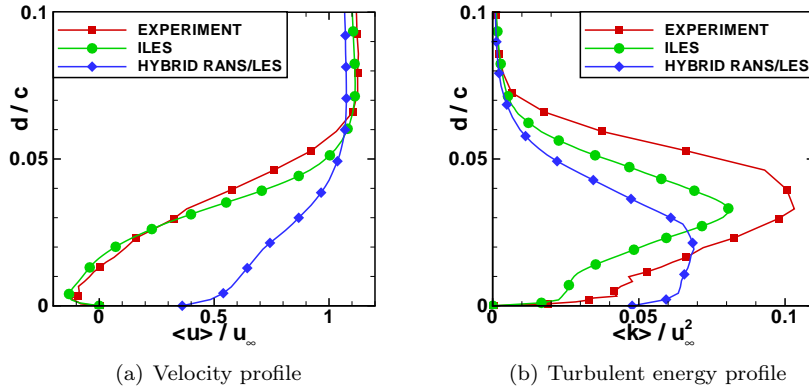 0.1
EXPERIMENT
ILES
HYBRID RANS/LES
d / c
0.05
0
0
0.5
1
<u> / u∞
(a) Velocity profile
0.1
EXPERIMENT
ILES
HYBRID RANS/LES
d / c
0.05
0
0
0.05
0.1
<k> / u²∞
(b) Turbulent energy profile